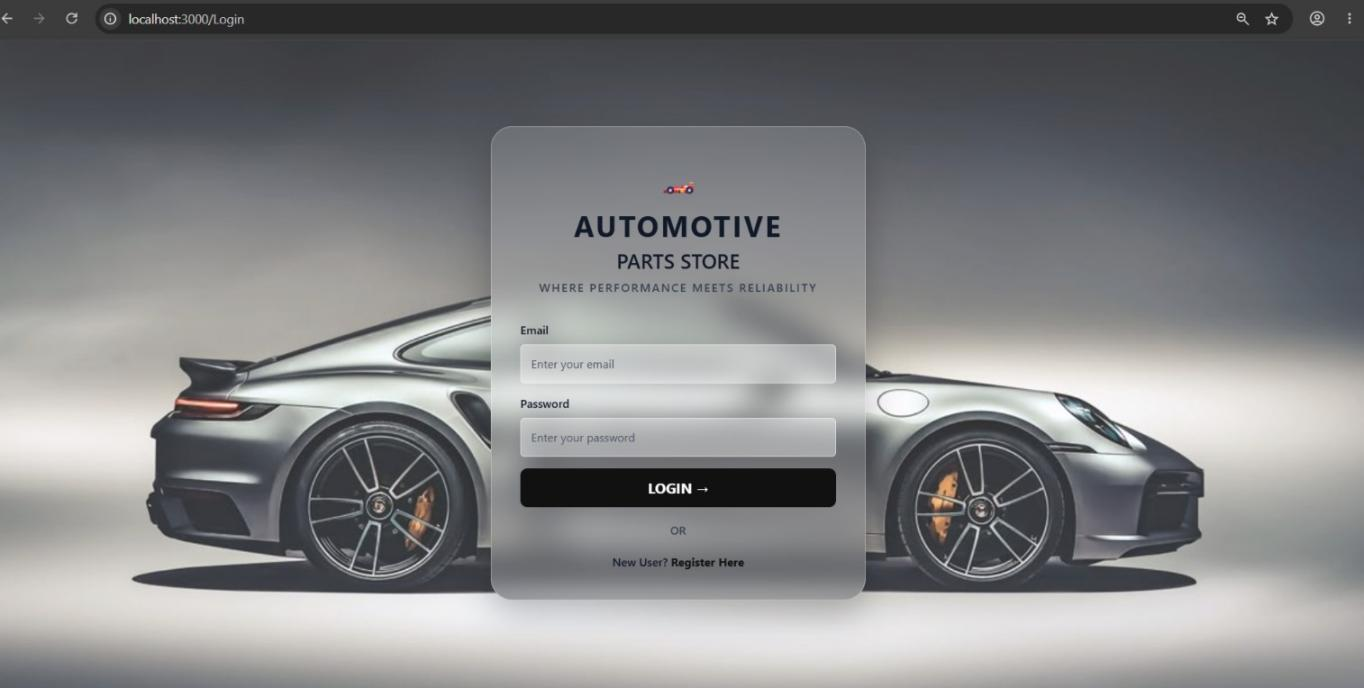 localhost:3000/Login
AUTOMOTIVE
PARTS STORE
WHERE PERFORMANCE MEETS RELIABILITY
Email
Enter your email
Password
Enter your password
LOGIN →
OR
New User? Register Here